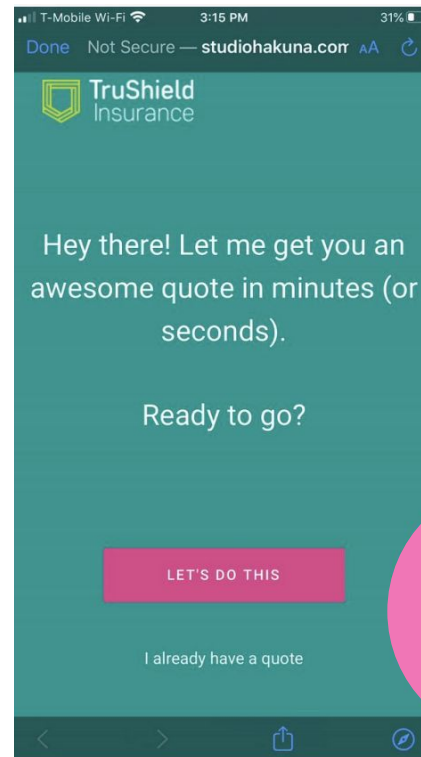 T-Mobile Wi-Fi 3:15 PM 31%
Done Not Secure — studiohakuna.com AA
TruShield
Insurance
Hey there! Let me get you an
awesome quote in minutes (or
seconds).
Ready to go?
LET'S DO THIS
I already have a quote